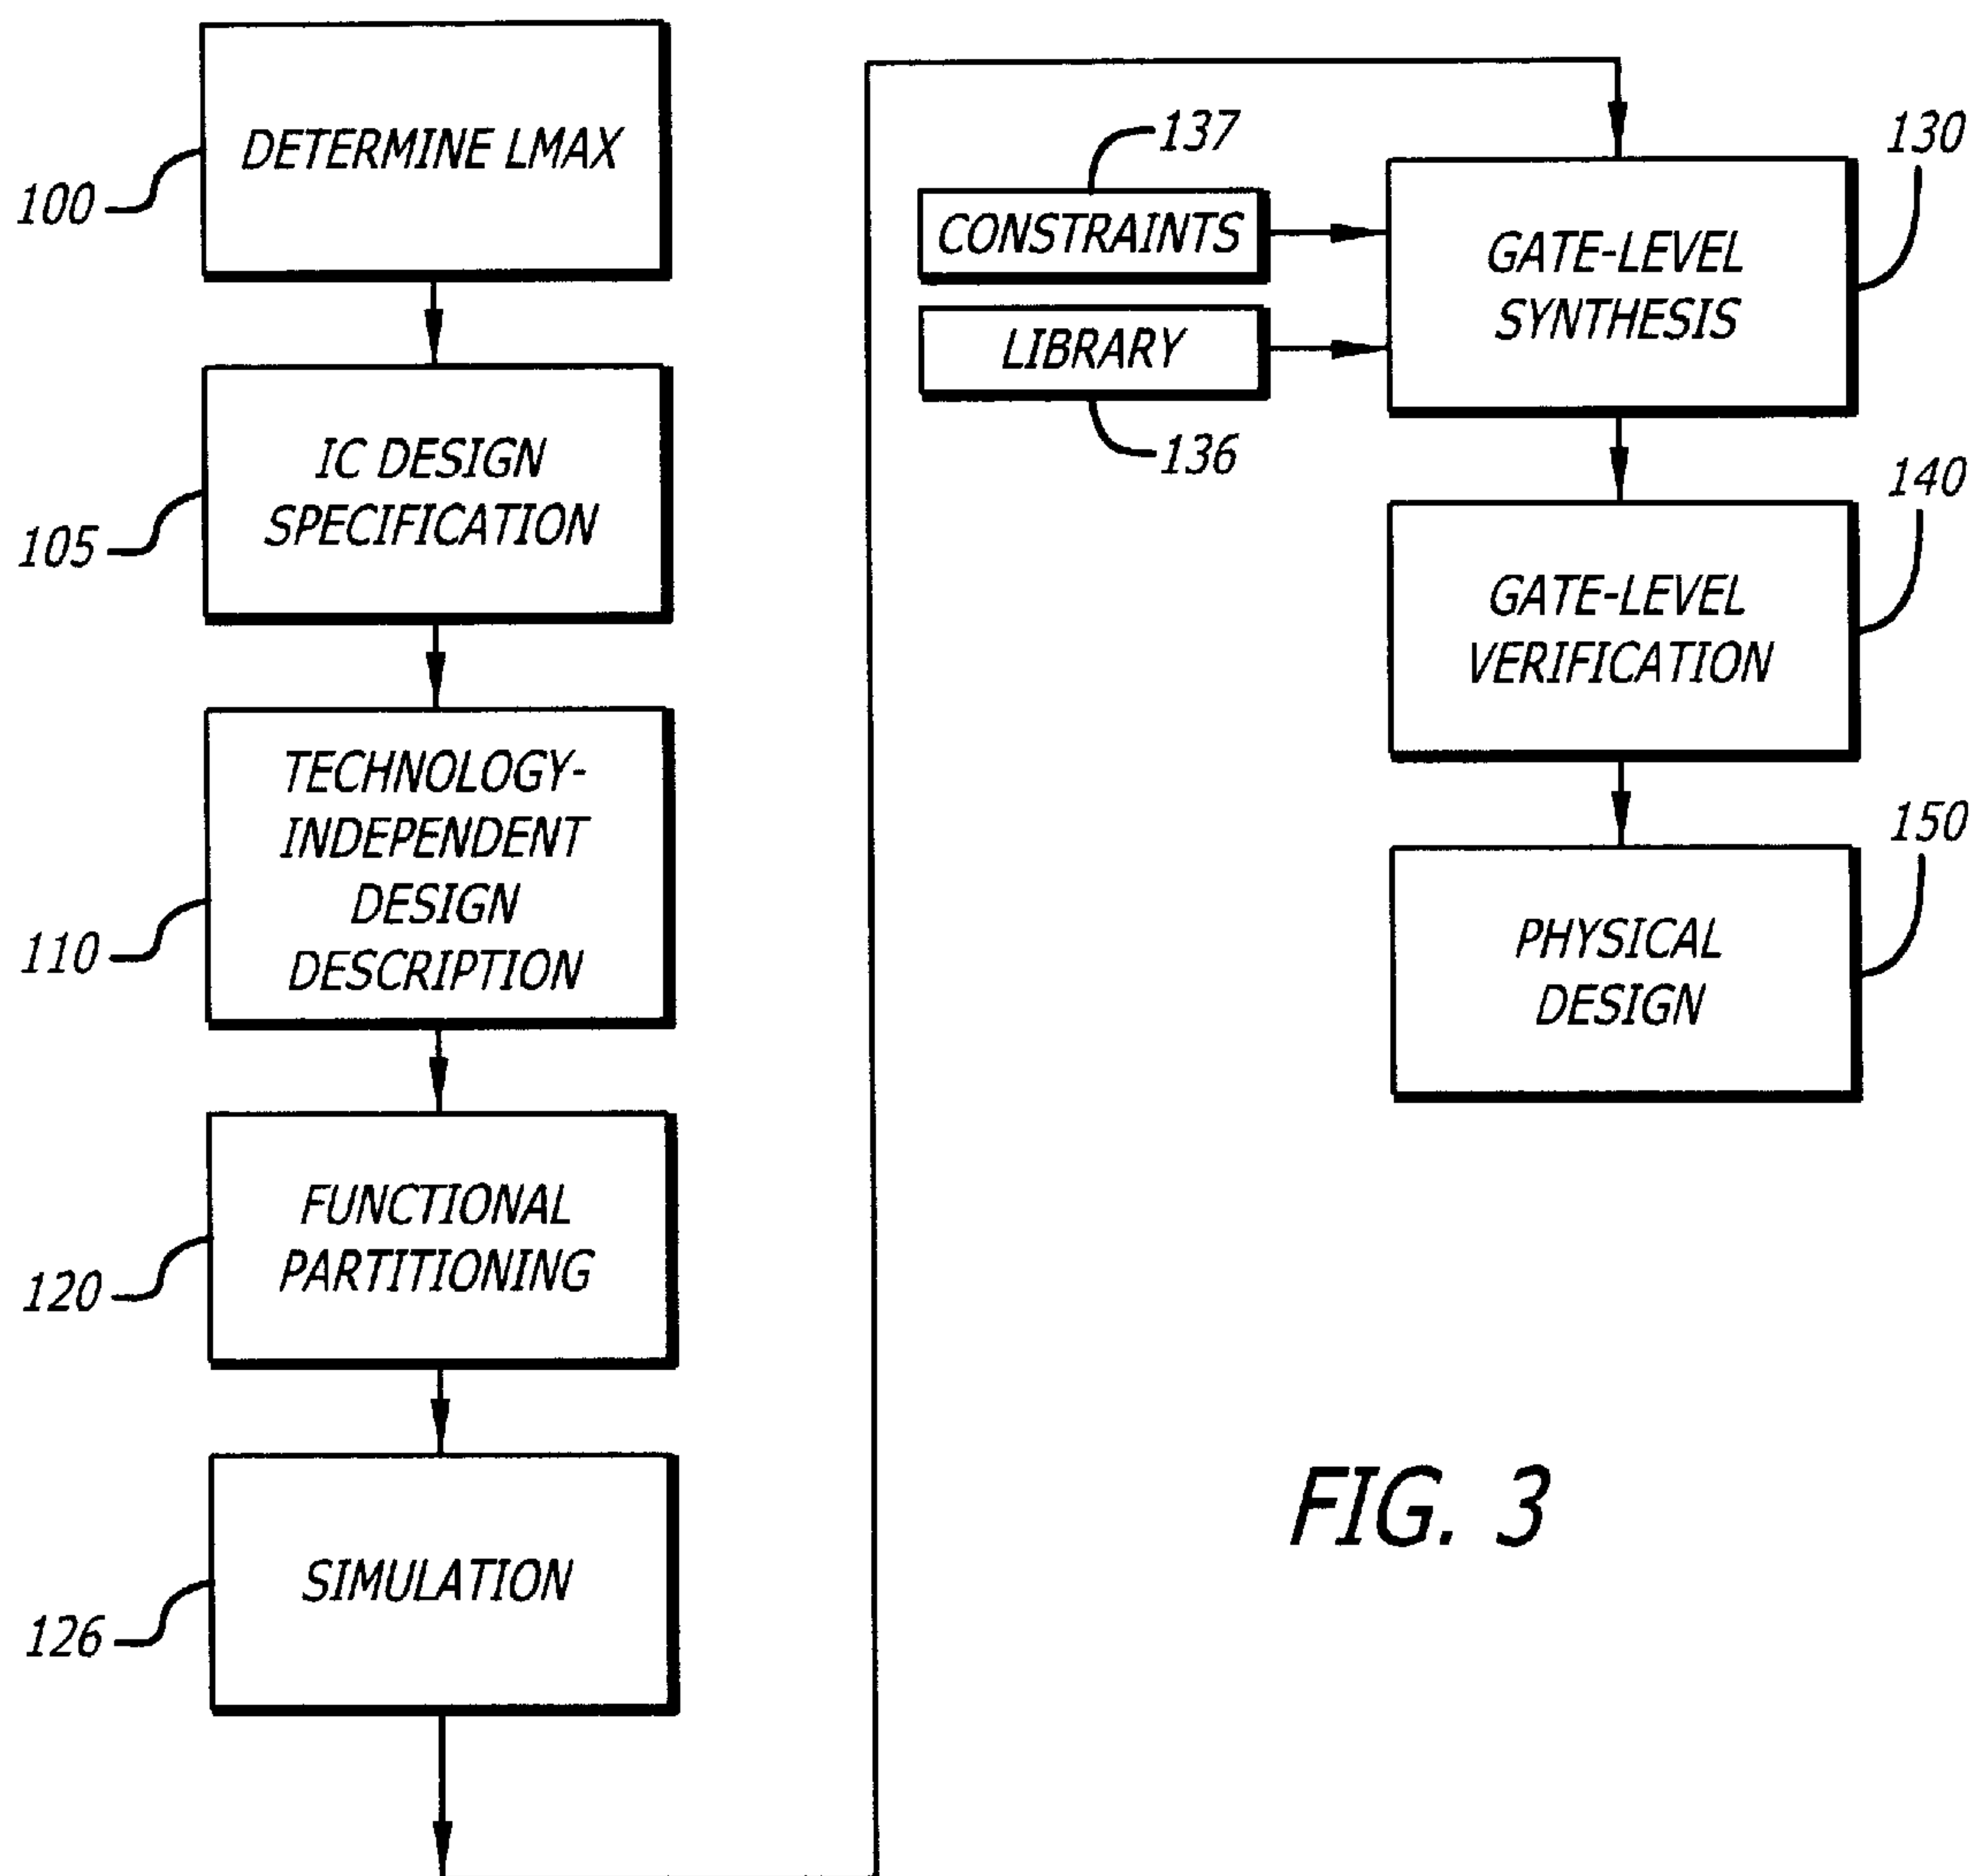 DETERMINE LMAX
100
IC DESIGN
SPECIFICATION
105
TECHNOLOGY-
INDEPENDENT
DESIGN
DESCRIPTION
110
FUNCTIONAL
PARTITIONING
120
SIMULATION
126
137
CONSTRAINTS
LIBRARY
136
130
GATE-LEVEL
SYNTHESIS
140
GATE-LEVEL
VERIFICATION
150
PHYSICAL
DESIGN
FIG. 3